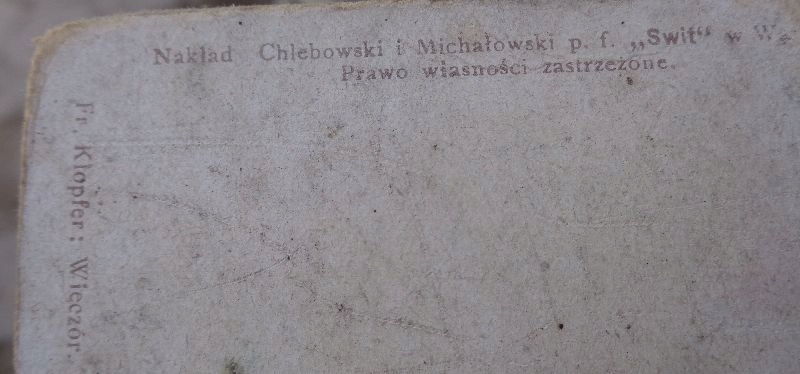 Nakład Chlebowski i Michałowski p. f. „Swit“ w
Prawo własności zastrzeżone.
Fr. Klopfer: Wieczór.